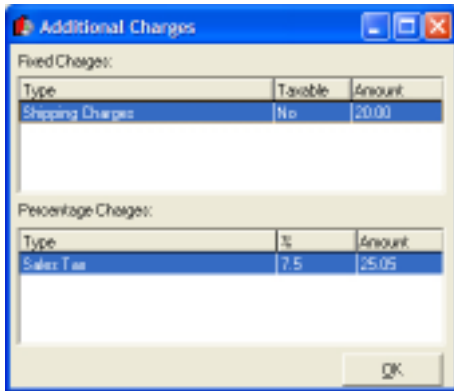 Additional Charges
Fixed Charges:
Type Taxable Amount
Shipping Charges No 20.00
Percentage Charges:
Type % Amount
Sales Tax 7.5 25.05
OK